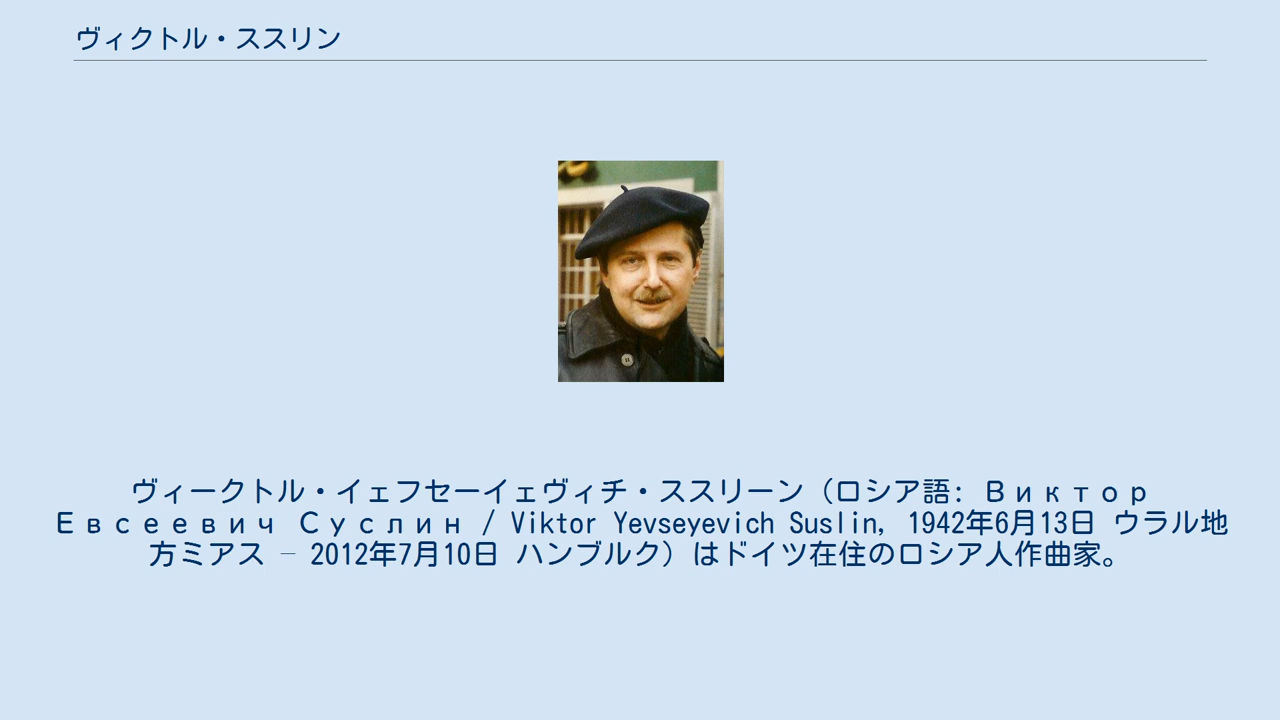 ヴィクトル・ススリン
ヴィークトル・イェフセーイェヴィチ・ススリーン（ロシア語: Виктор
Евсеевич Суслин / Viktor Yevseyevich Suslin, 1942年6月13日 ウラル地
方ミアス – 2012年7月10日 ハンブルク）はドイツ在住のロシア人作曲家。